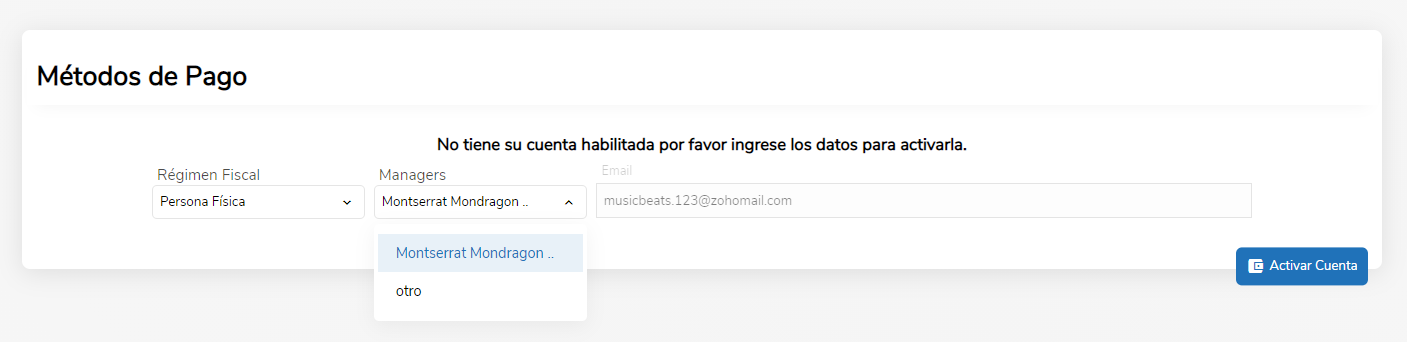 Métodos de Pago
No tiene su cuenta habilitada por favor ingrese los datos para activarla.
Régimen Fiscal
Managers
Email
Persona Física
Montserrat Mondragon ..
musicbeats.123@zohomail.com
Montserrat Mondragon ..
otro
Activar Cuenta